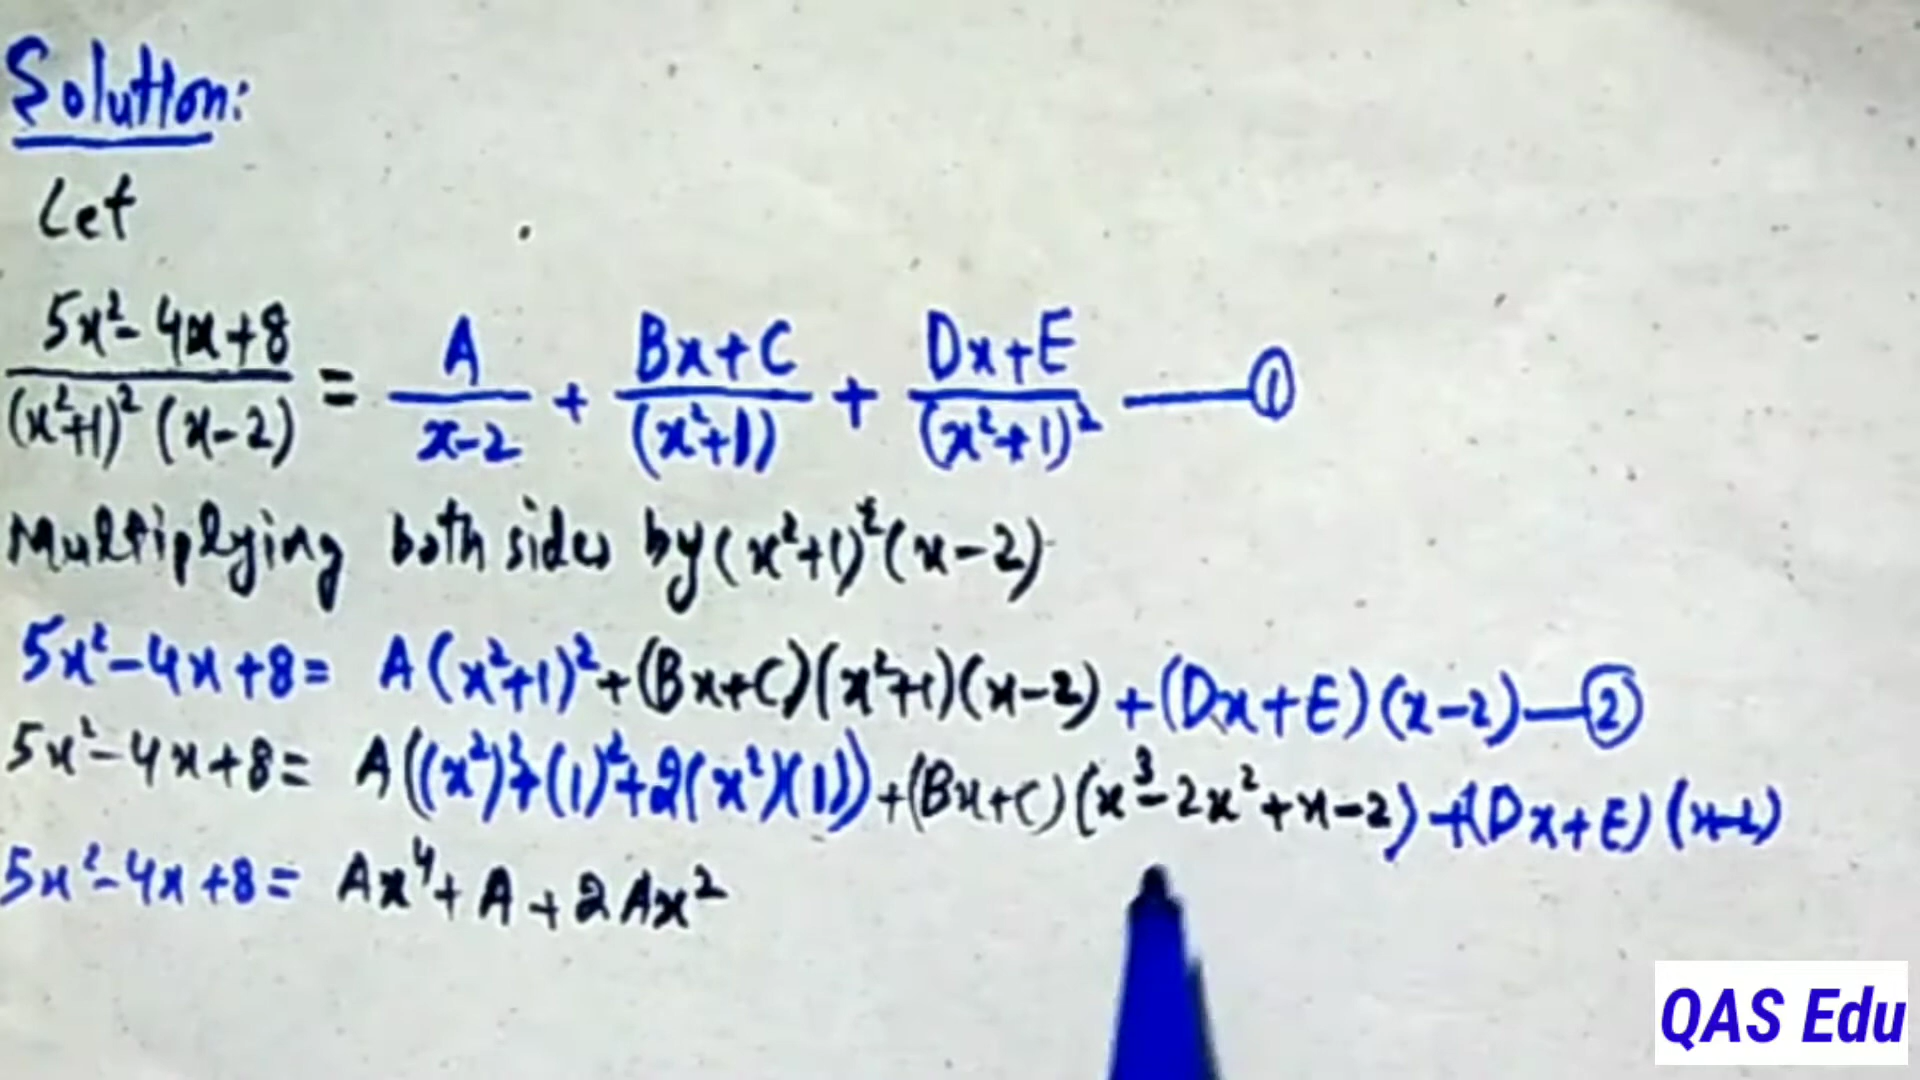 Solution:
Let
5x²-4x+8 / (x²+1)² (x-2) = A / x-2 + Bx+C / (x²+1) + Dx+E / (x²+1)² —— ①
Multiplying both sides by (x²+1)²(x-2)
5x²-4x+8 = A(x²+1)²+(Bx+C)(x²+1)(x-2)+(Dx+E)(x-2)—②
5x²-4x+8 = A((x²)²+(1)²+2(x²)(1))+(Bx+C)(x³-2x²+x-2)+(Dx+E)(x-2)
5x²-4x+8 = Ax⁴+A+2Ax²
QAS Edu